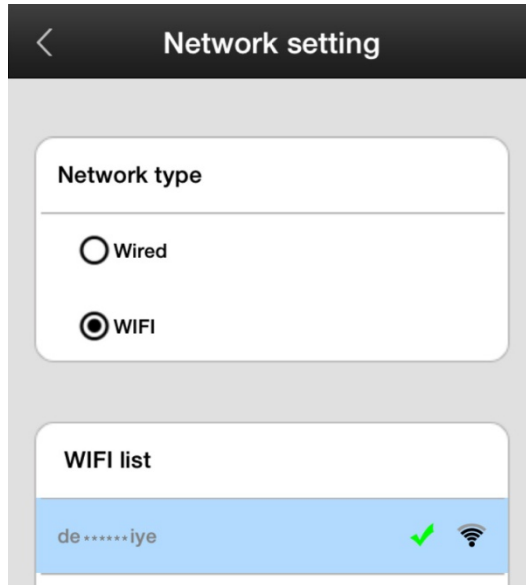 Network setting
Network type
Wired
WIFI
WIFI list
de******iye